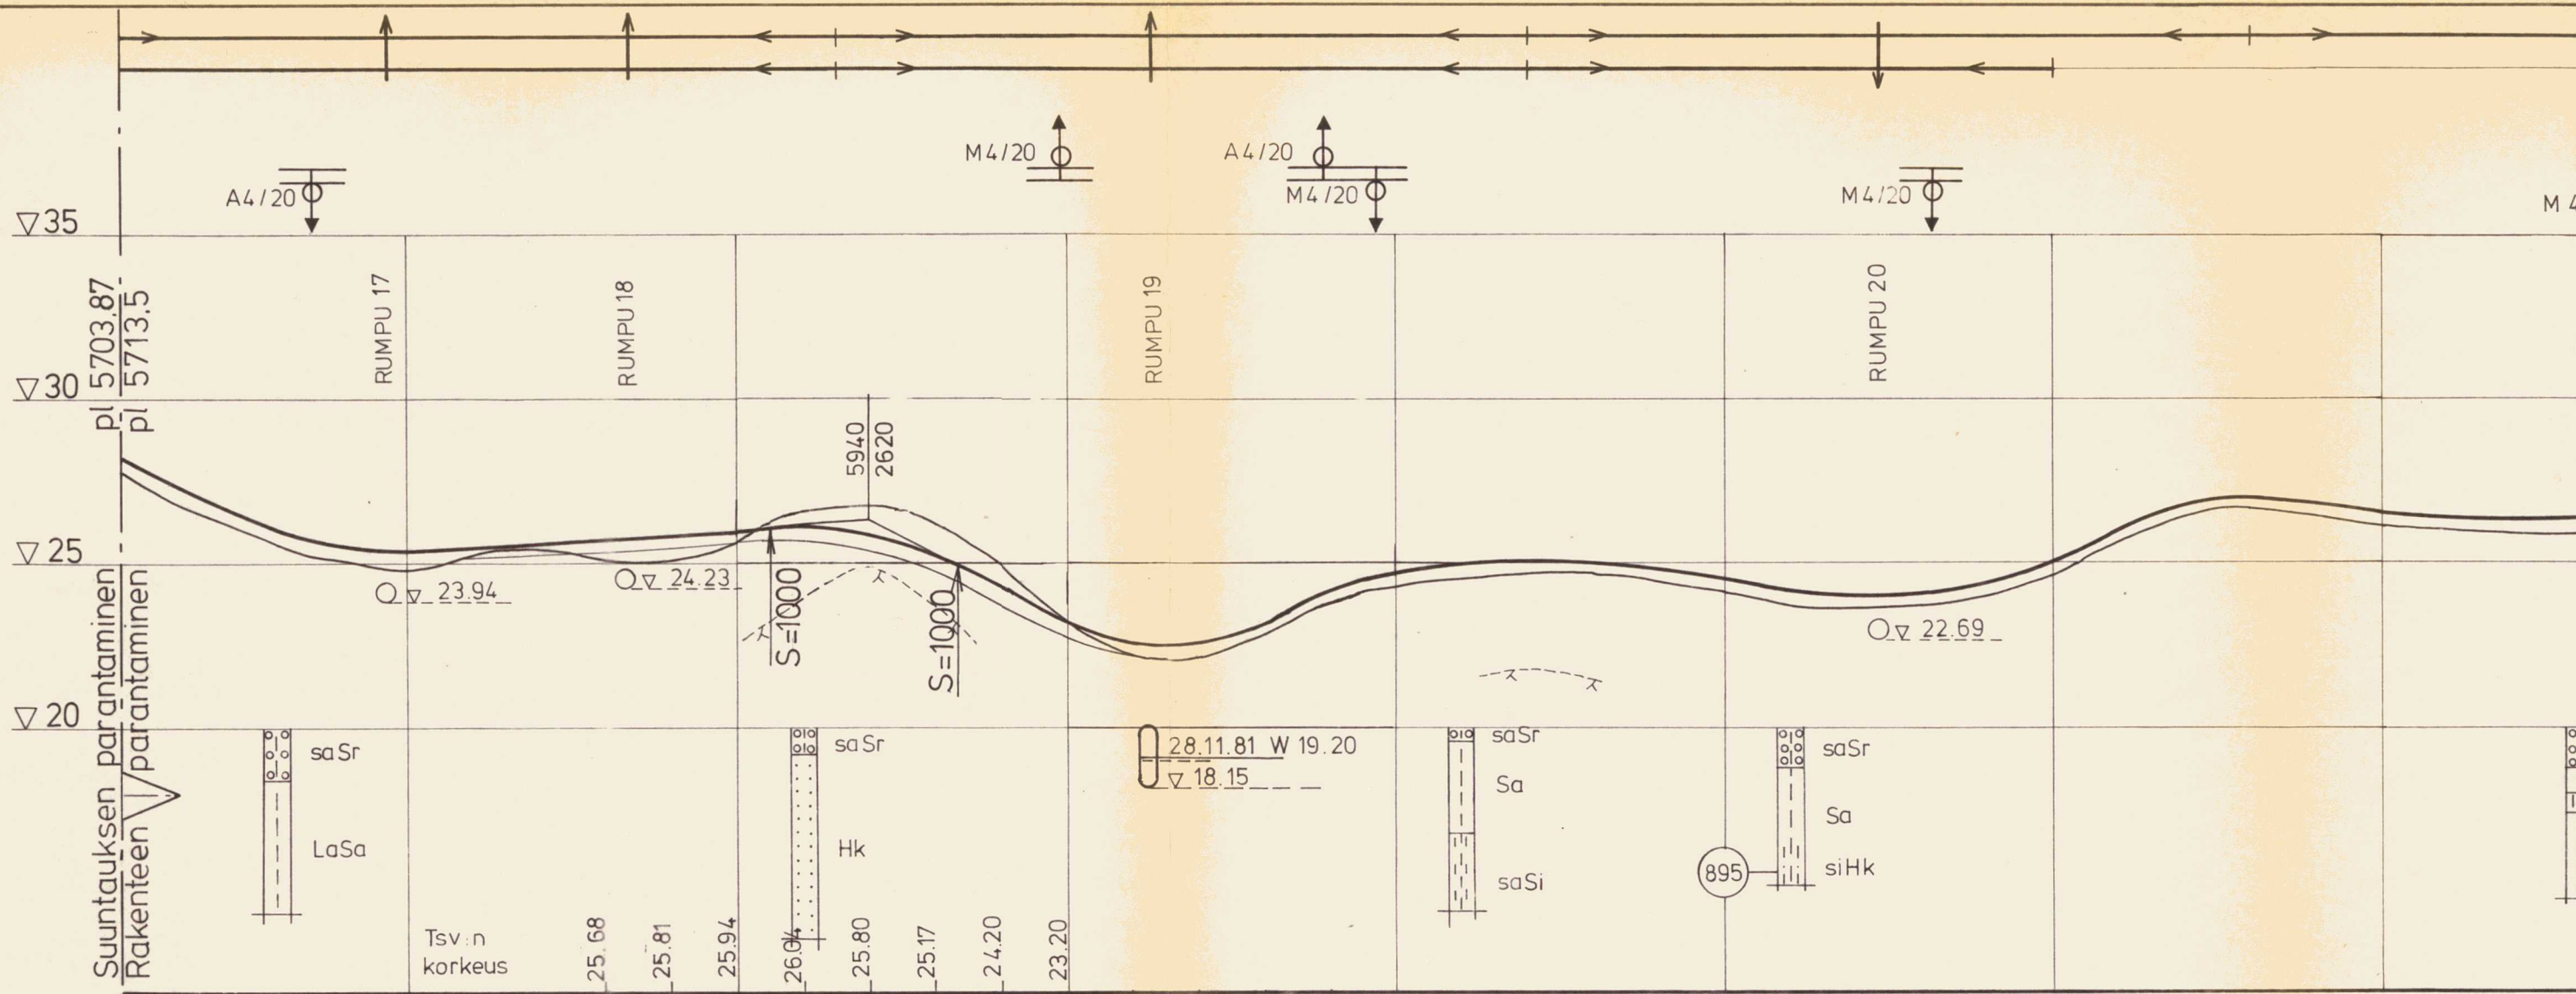 M4/20
A4/20
A4/20
M4/20
M4/20
M 4
▽35
pl 5703,87
pl 5713,5
RUMPU 17
RUMPU 18
RUMPU 19
RUMPU 20
▽30
5940
2620
▽25
▽ 23.94
▽ 24.23
S=1000
S=1000
▽ 22.69
▽20
Suuntauksen parantaminen
Rakenteen parantaminen
saSr
LaSa
saSr
Hk
28.11.81 W 19.20
▽ 18.15
saSr
Sa
saSi
saSr
Sa
siHk
895
Tsv:n
korkeus
25.68
25.81
25.94
26.04
25.80
25.17
24.20
23.20